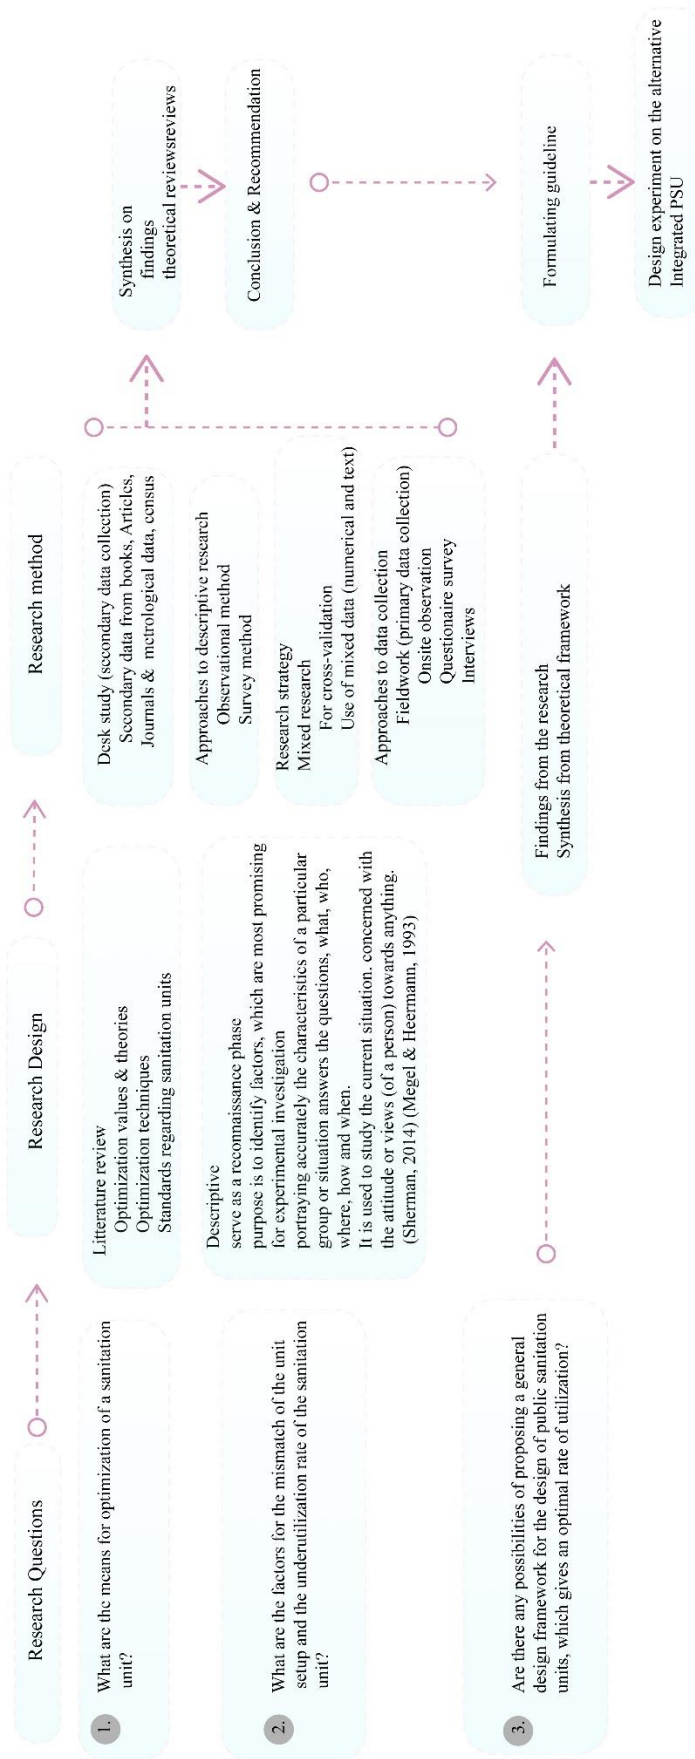 Research Questions
Research Design
Research method
1.
What are the means for optimization of a sanitation
unit?
Litterature review
Optimization values & theories
Optimization techniques
Standards regarding sanitation units
Desk study (secondary data collection)
Secondary data from books, Articles,
Journals & metrological data, census
Synthesis on
findings
theoretical reviewsreviews
2.
What are the factors for the mismatch of the unit
setup and the underutilization rate of the sanitation
unit?
Descriptive
serve as a reconnaissance phase
purpose is to identify factors, which are most promising
for experimental investigation
portraying accurately the characteristics of a particular
group or situation answers the questions, what, who,
where, how and when.
It is used to study the current situation. concerned with
the attitude or views (of a person) towards anything.
(Sherman, 2014) (Megel & Heermann, 1993)
Approaches to descriptive research
Observational method
Survey method
Research strategy
Mixed research
For cross-validation
Use of mixed data (numerical and text)
Approaches to data collection
Fieldwork (primary data collection)
Onsite observation
Questionaire survey
Interviews
Conclusion & Recommendation
3.
Are there any possibilities of proposing a general
design framework for the design of public sanitation
units, which gives an optimal rate of utilization?
Findings from the research
Synthesis from theoretical framework
Formulating guideline
Design experiment on the alternative
Integrated PSU